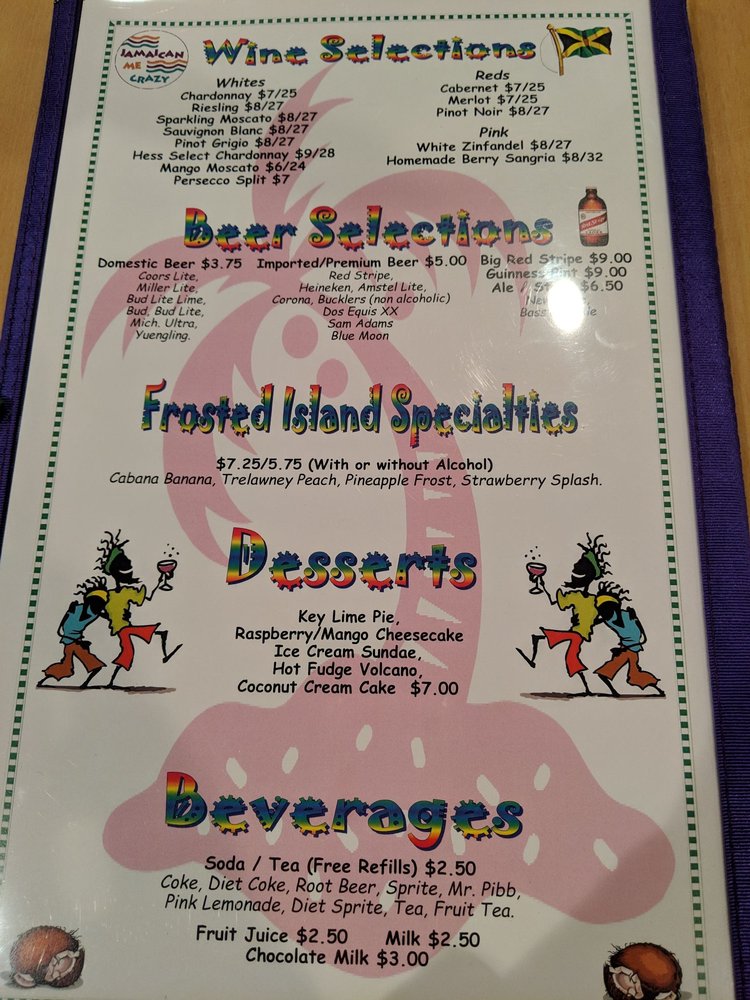 JAMAICAN
ME
CRAZY
Wine Selections
Whites
Chardonnay $7/25
Riesling $8/27
Sparkling Moscato $8/27
Sauvignon Blanc $8/27
Pinot Grigio $8/27
Hess Select Chardonnay $9/28
Mango Moscato $6/24
Persecco Split $7
Reds
Cabernet $7/25
Merlot $7/25
Pinot Noir $8/27
Pink
White Zinfandel $8/27
Homemade Berry Sangria $8/32
Beer Selections
Red Stripe
Domestic Beer $3.75
Coors Lite,
Miller Lite,
Bud Lite Lime,
Bud, Bud Lite,
Mich. Ultra,
Yuengling.
Imported/Premium Beer $5.00
Red Stripe,
Heineken, Amstel Lite,
Corona, Bucklers (non alcoholic)
Dos Equis XX
Sam Adams
Blue Moon
Big Red Stripe $9.00
Guinness Pint $9.00
Ale / $6.50
Bass
Frosted Island Specialties
$7.25/5.75 (With or without Alcohol)
Cabana Banana, Trelawney Peach, Pineapple Frost, Strawberry Splash.
Desserts
Key Lime Pie,
Raspberry/Mango Cheesecake
Ice Cream Sundae,
Hot Fudge Volcano,
Coconut Cream Cake $7.00
Beverages
Soda / Tea (Free Refills) $2.50
Coke, Diet Coke, Root Beer, Sprite, Mr. Pibb,
Pink Lemonade, Diet Sprite, Tea, Fruit Tea.
Fruit Juice $2.50 Milk $2.50
Chocolate Milk $3.00